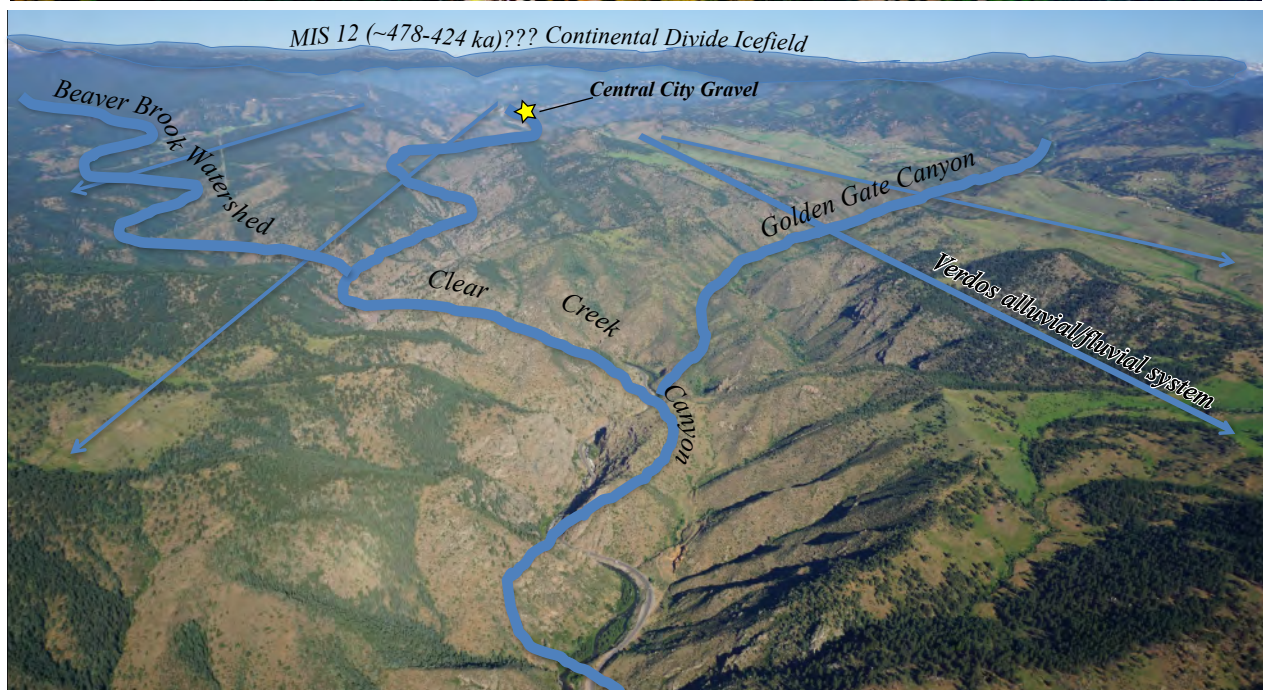 MIS 12 (~478-424 ka)??? Continental Divide Icefield
Central City Gravel
Beaver Brook Watershed
Golden Gate Canyon
Clear Creek Canyon
Verdos alluvial/fluvial system